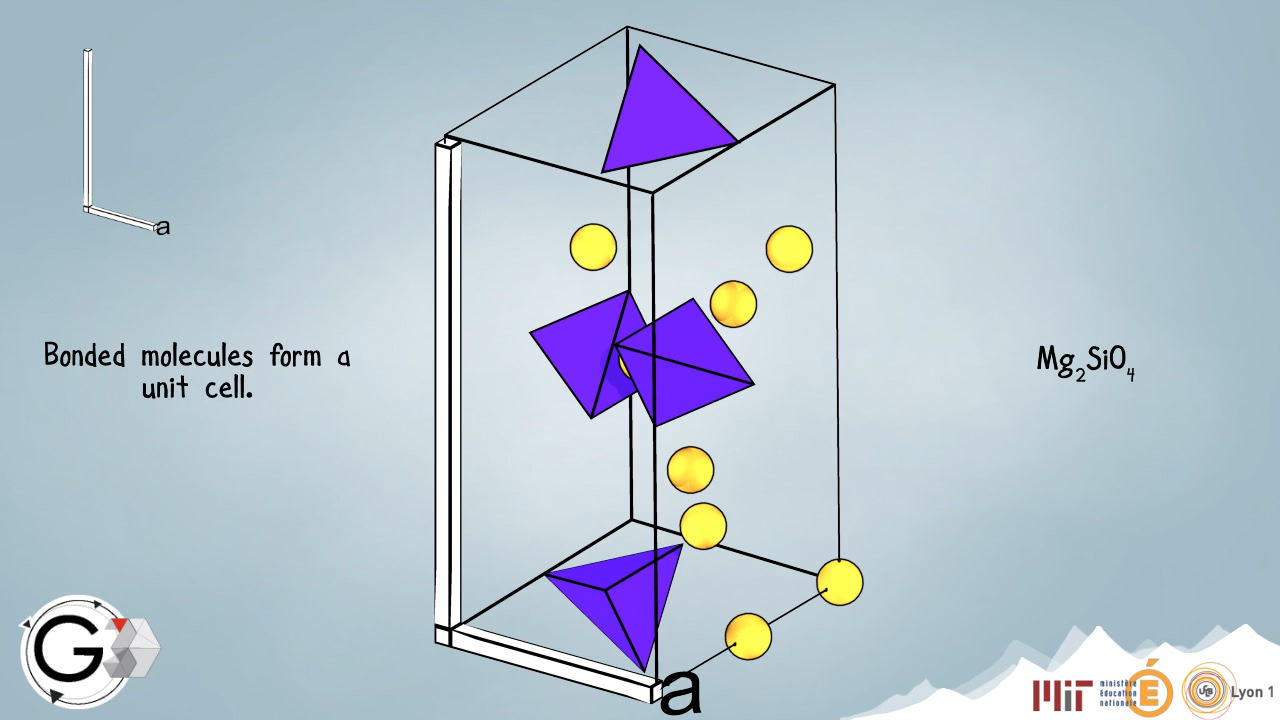 a
Bonded molecules form a
unit cell.
Mg₂SiO₄
a
G
MIT
ministère
éducation
nationale
É
Lyon 1